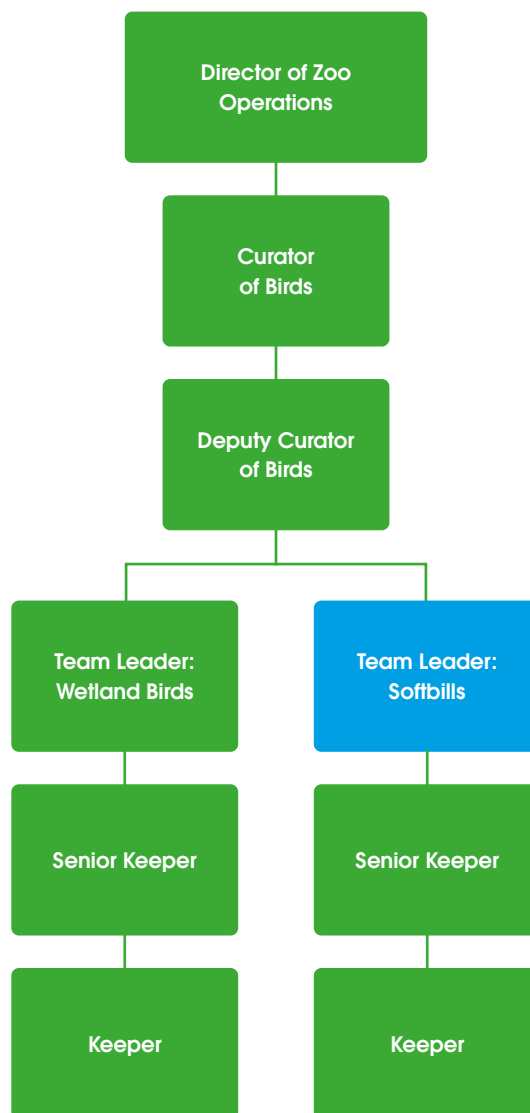 Director of Zoo
Operations
Curator
of Birds
Deputy Curator
of Birds
Team Leader:
Wetland Birds
Team Leader:
Softbills
Senior Keeper
Senior Keeper
Keeper
Keeper